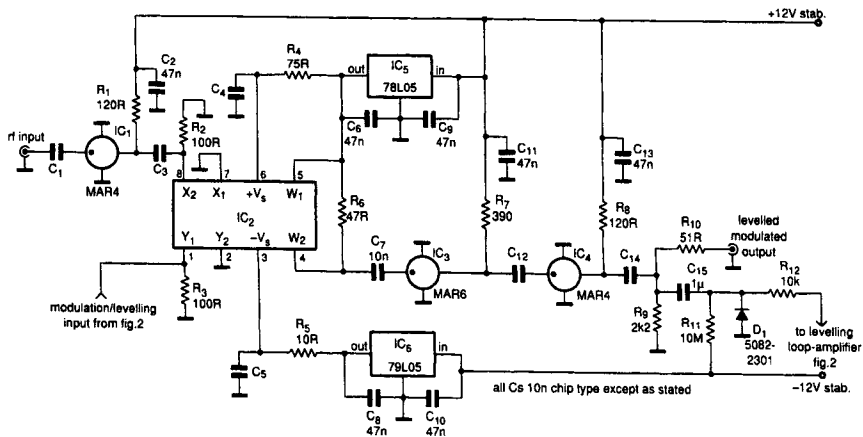 +12V stab.
C2
47n
R4
75R
out
IC5
in
78L05
C4
R1
120R
IC1
R2
100R
C6
47n
C9
47n
C11
47n
C13
47n
rf input
C1
MAR4
C3
8
7
6
5
X2
X1
+Vs
W1
IC2
Y1
Y2
−Vs
W2
1
2
3
4
R6
47R
R7
390
R8
120R
R10
51R
levelled
modulated
output
C7
10n
IC3
MAR6
C12
IC4
MAR4
C14
C15
1µ
R12
10k
modulation/levelling
input from fig.2
R3
100R
R9
2k2
R11
10M
D1
5082-
2301
to levelling
loop-amplifier
fig.2
R5
10R
out
IC6
in
79L05
C5
C8
47n
C10
47n
all Cs 10n chip type except as stated
−12V stab.